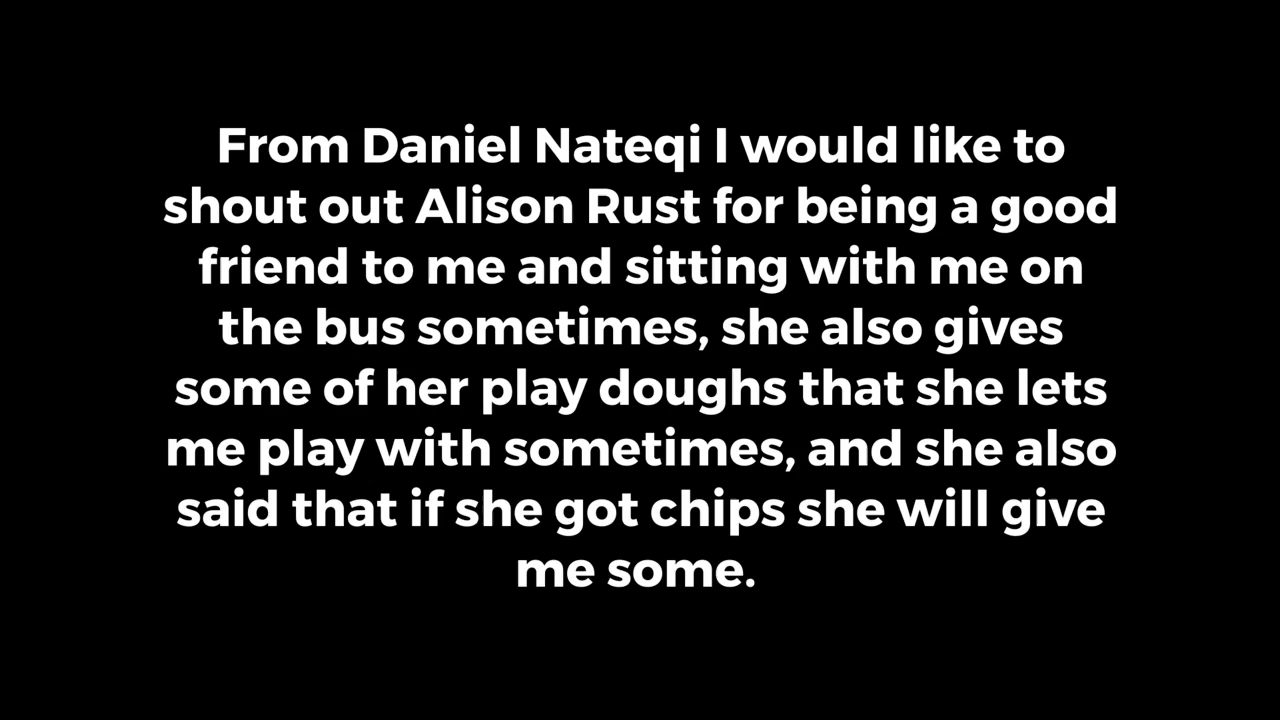 From Daniel Nateqi I would like to
shout out Alison Rust for being a good
friend to me and sitting with me on
the bus sometimes, she also gives
some of her play doughs that she lets
me play with sometimes, and she also
said that if she got chips she will give
me some.